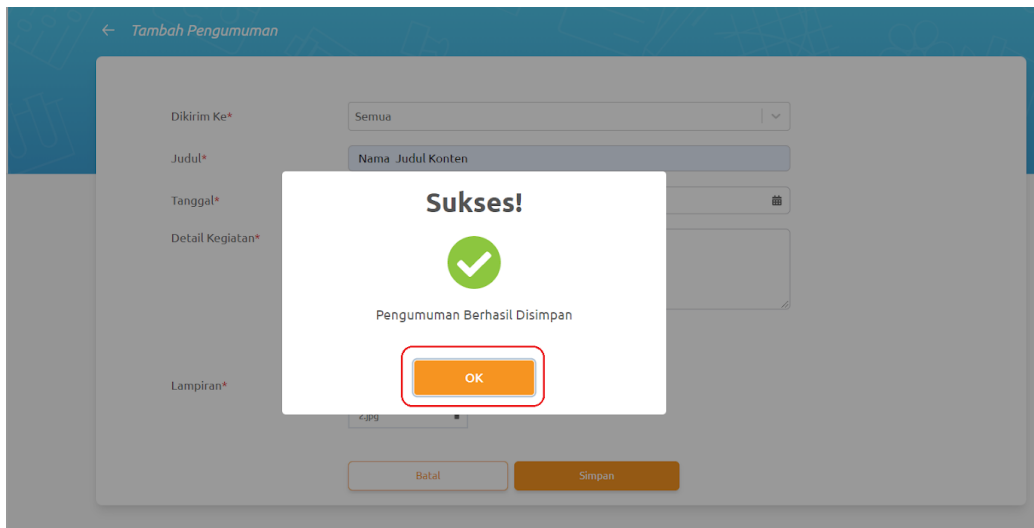 Tambah Pengumuman
Dikirim Ke*
Semua
Judul*
Nama Judul Konten
Tanggal*
Detail Kegiatan*
Sukses!
Pengumuman Berhasil Disimpan
OK
Lampiran*
2.jpg
Batal
Simpan